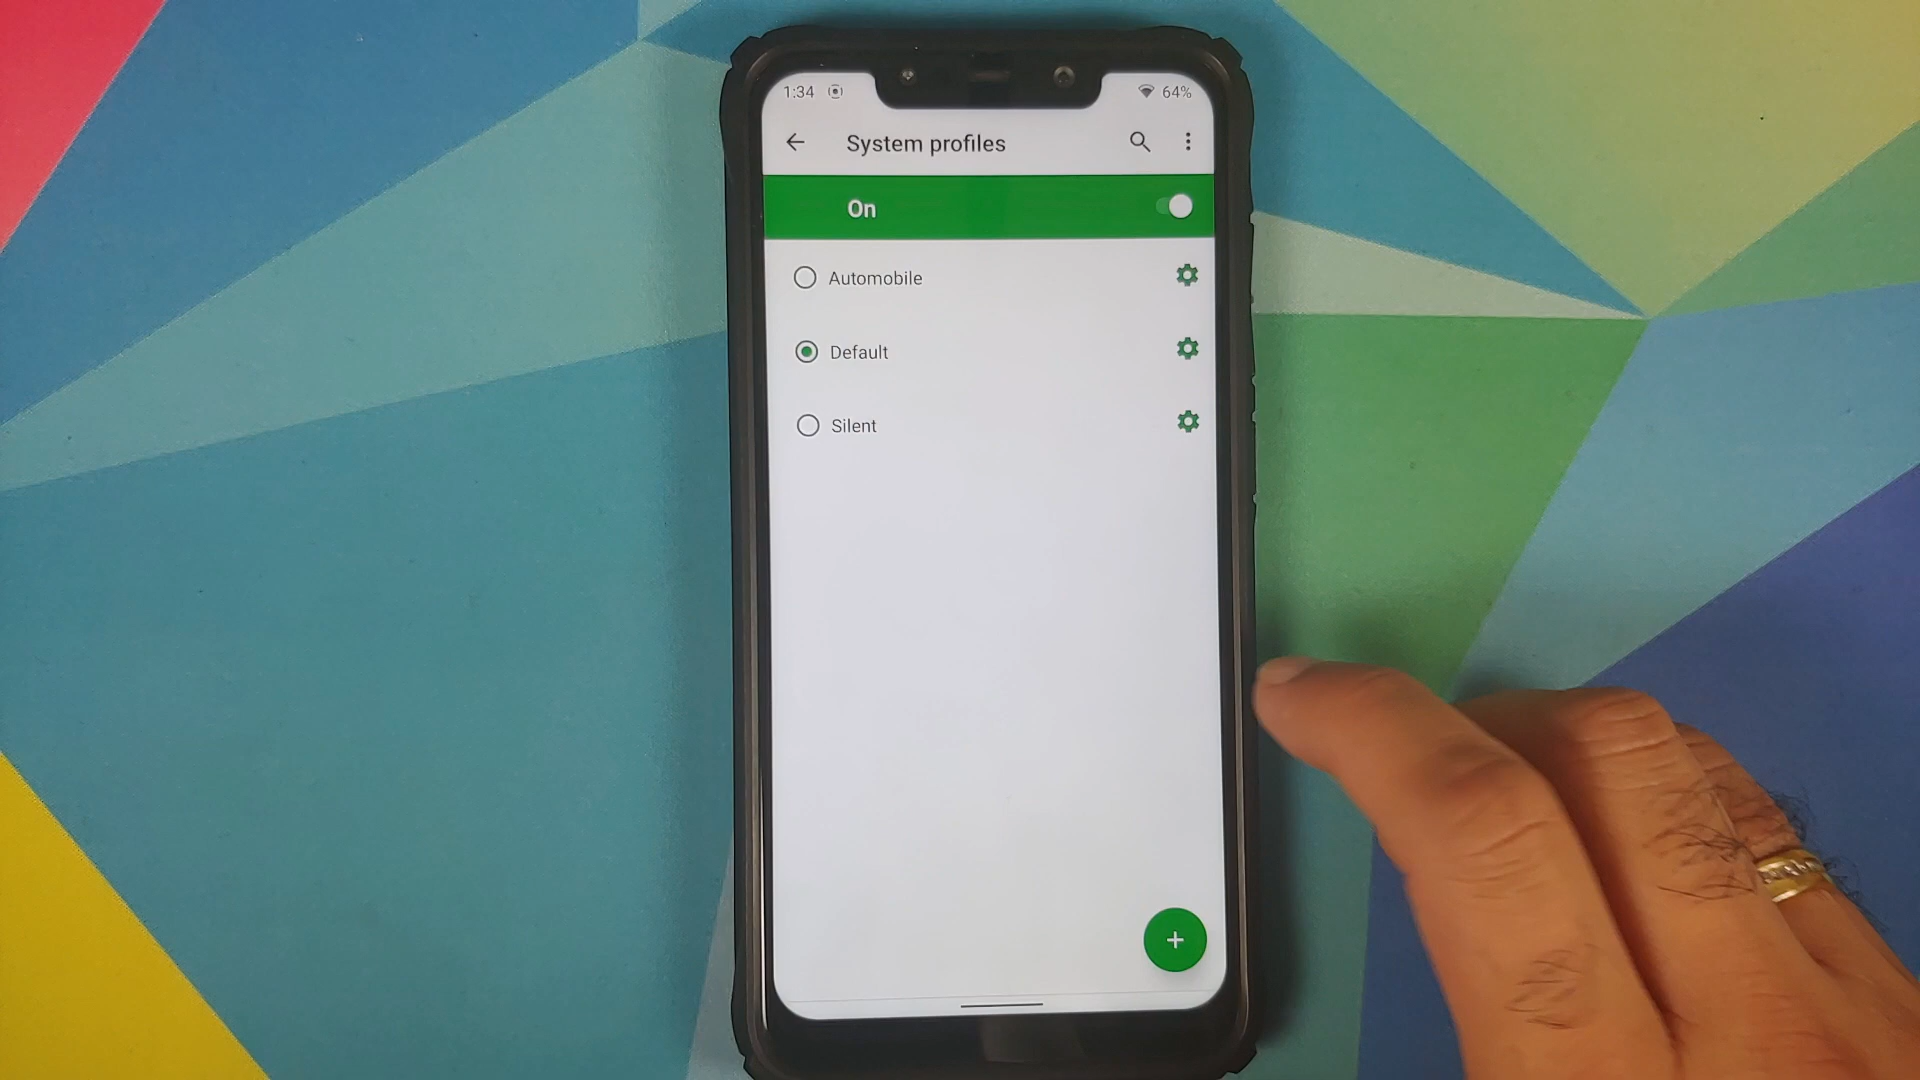 1:34 64%
System profiles
On
Automobile
Default
Silent
+